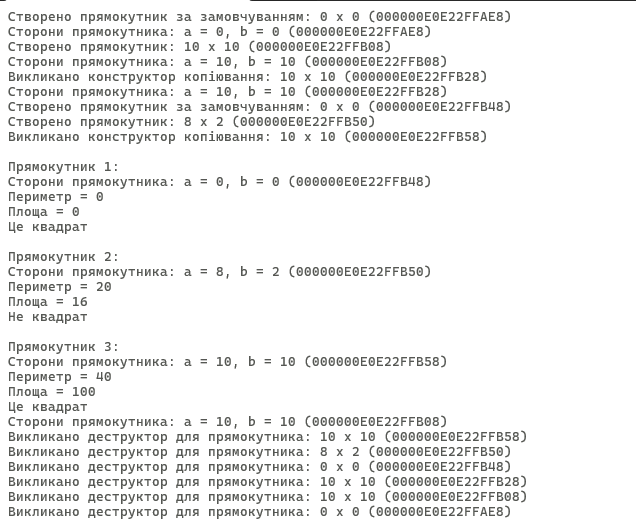 Створено прямокутник за замовчуванням: 0 x 0 (000000E0E22FFAE8)
Сторони прямокутника: a = 0, b = 0 (000000E0E22FFAE8)
Створено прямокутник: 10 x 10 (000000E0E22FFB08)
Сторони прямокутника: a = 10, b = 10 (000000E0E22FFB08)
Викликано конструктор копіювання: 10 x 10 (000000E0E22FFB28)
Сторони прямокутника: a = 10, b = 10 (000000E0E22FFB28)
Створено прямокутник за замовчуванням: 0 x 0 (000000E0E22FFB48)
Створено прямокутник: 8 x 2 (000000E0E22FFB50)
Викликано конструктор копіювання: 10 x 10 (000000E0E22FFB58)

Прямокутник 1:
Сторони прямокутника: a = 0, b = 0 (000000E0E22FFB48)
Периметр = 0
Площа = 0
Це квадрат

Прямокутник 2:
Сторони прямокутника: a = 8, b = 2 (000000E0E22FFB50)
Периметр = 20
Площа = 16
Не квадрат

Прямокутник 3:
Сторони прямокутника: a = 10, b = 10 (000000E0E22FFB58)
Периметр = 40
Площа = 100
Це квадрат
Сторони прямокутника: a = 10, b = 10 (000000E0E22FFB08)
Викликано деструктор для прямокутника: 10 x 10 (000000E0E22FFB58)
Викликано деструктор для прямокутника: 8 x 2 (000000E0E22FFB50)
Викликано деструктор для прямокутника: 0 x 0 (000000E0E22FFB48)
Викликано деструктор для прямокутника: 10 x 10 (000000E0E22FFB28)
Викликано деструктор для прямокутника: 10 x 10 (000000E0E22FFB08)
Викликано деструктор для прямокутника: 0 x 0 (000000E0E22FFAE8)